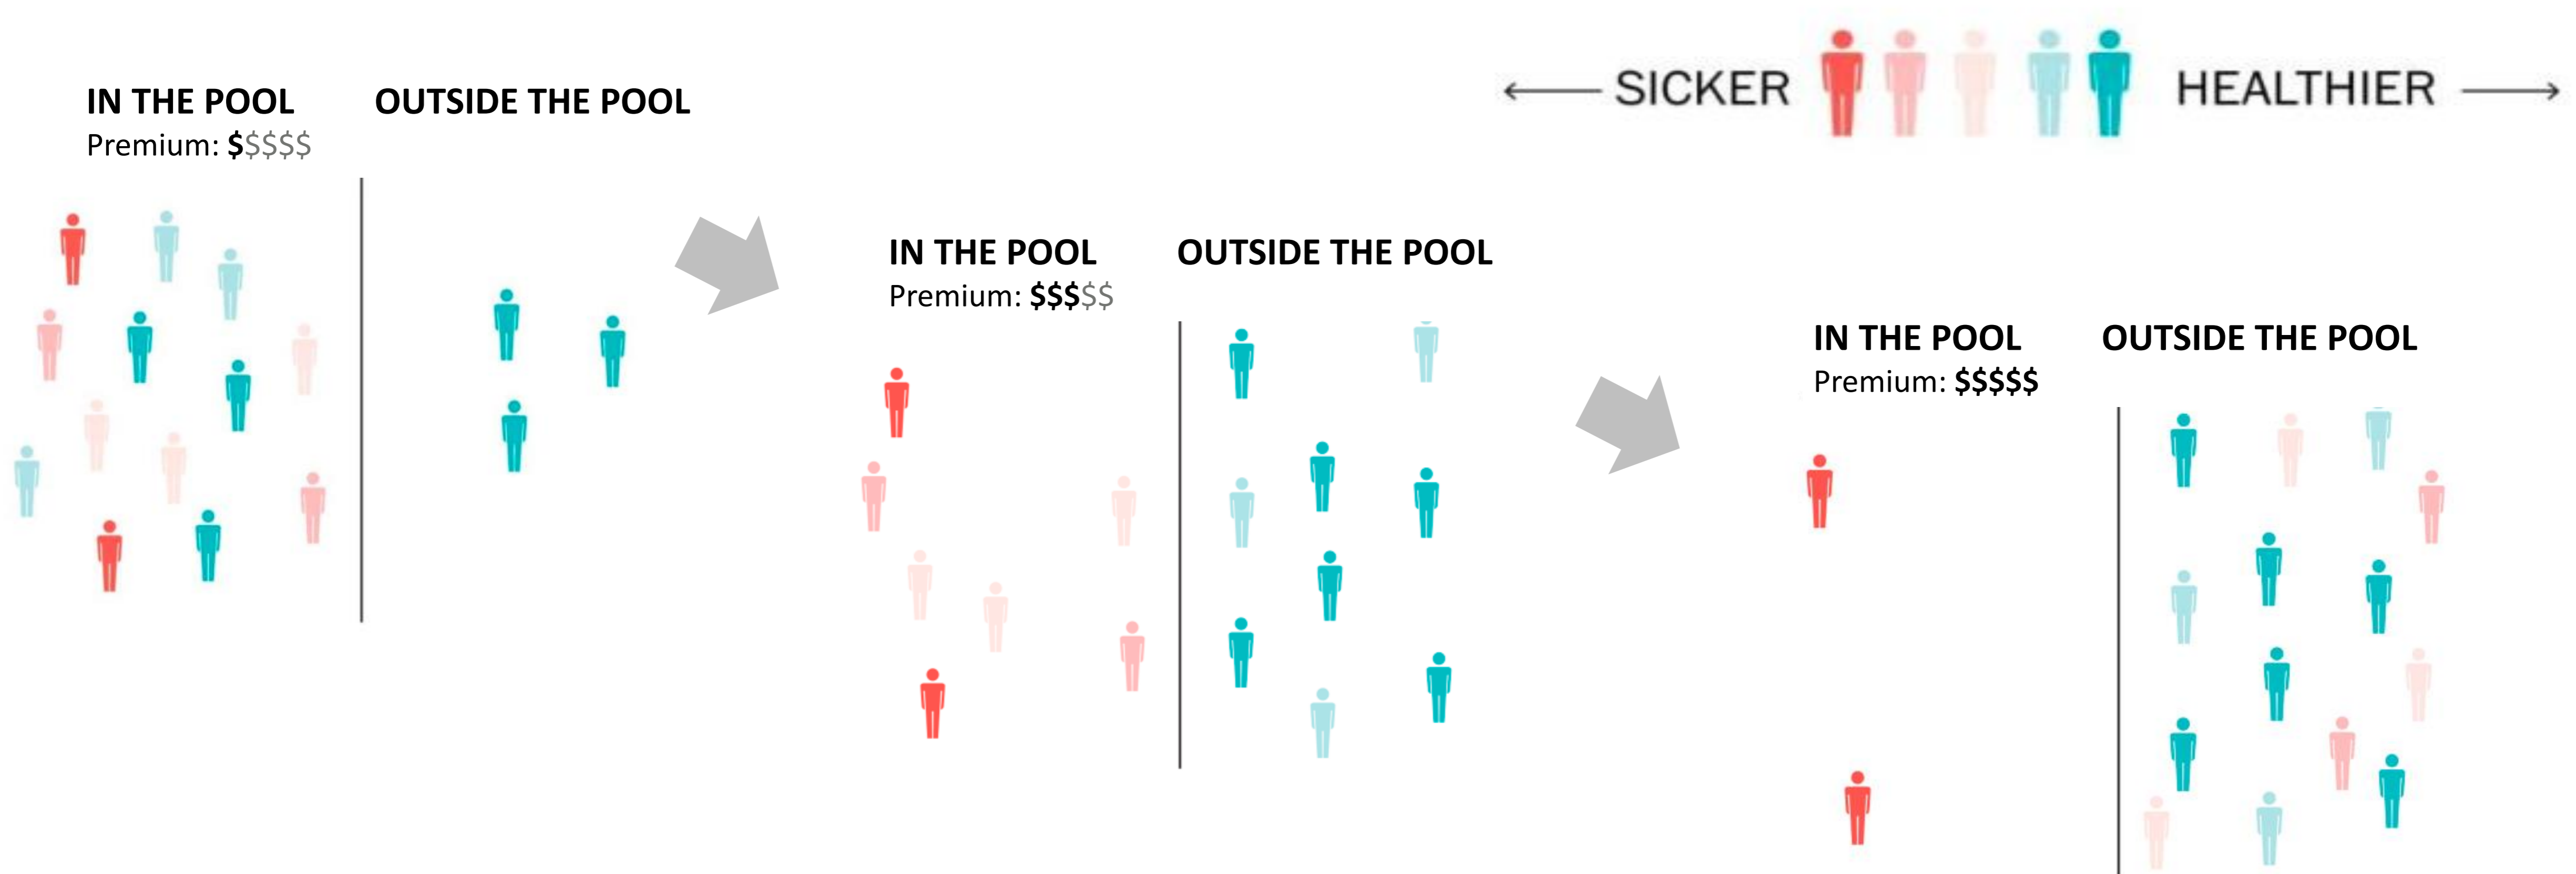 SICKER HEALTHIER
IN THE POOL OUTSIDE THE POOL
Premium: $$$$$
IN THE POOL OUTSIDE THE POOL
Premium: $$$$$
IN THE POOL OUTSIDE THE POOL
Premium: $$$$$